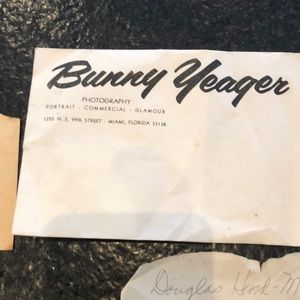 Bunny Yeager
PHOTOGRAPHY
PORTRAIT - COMMERCIAL - GLAMOUR
1255 N. E. 99th STREET - MIAMI, FLORIDA 33138
Douglas